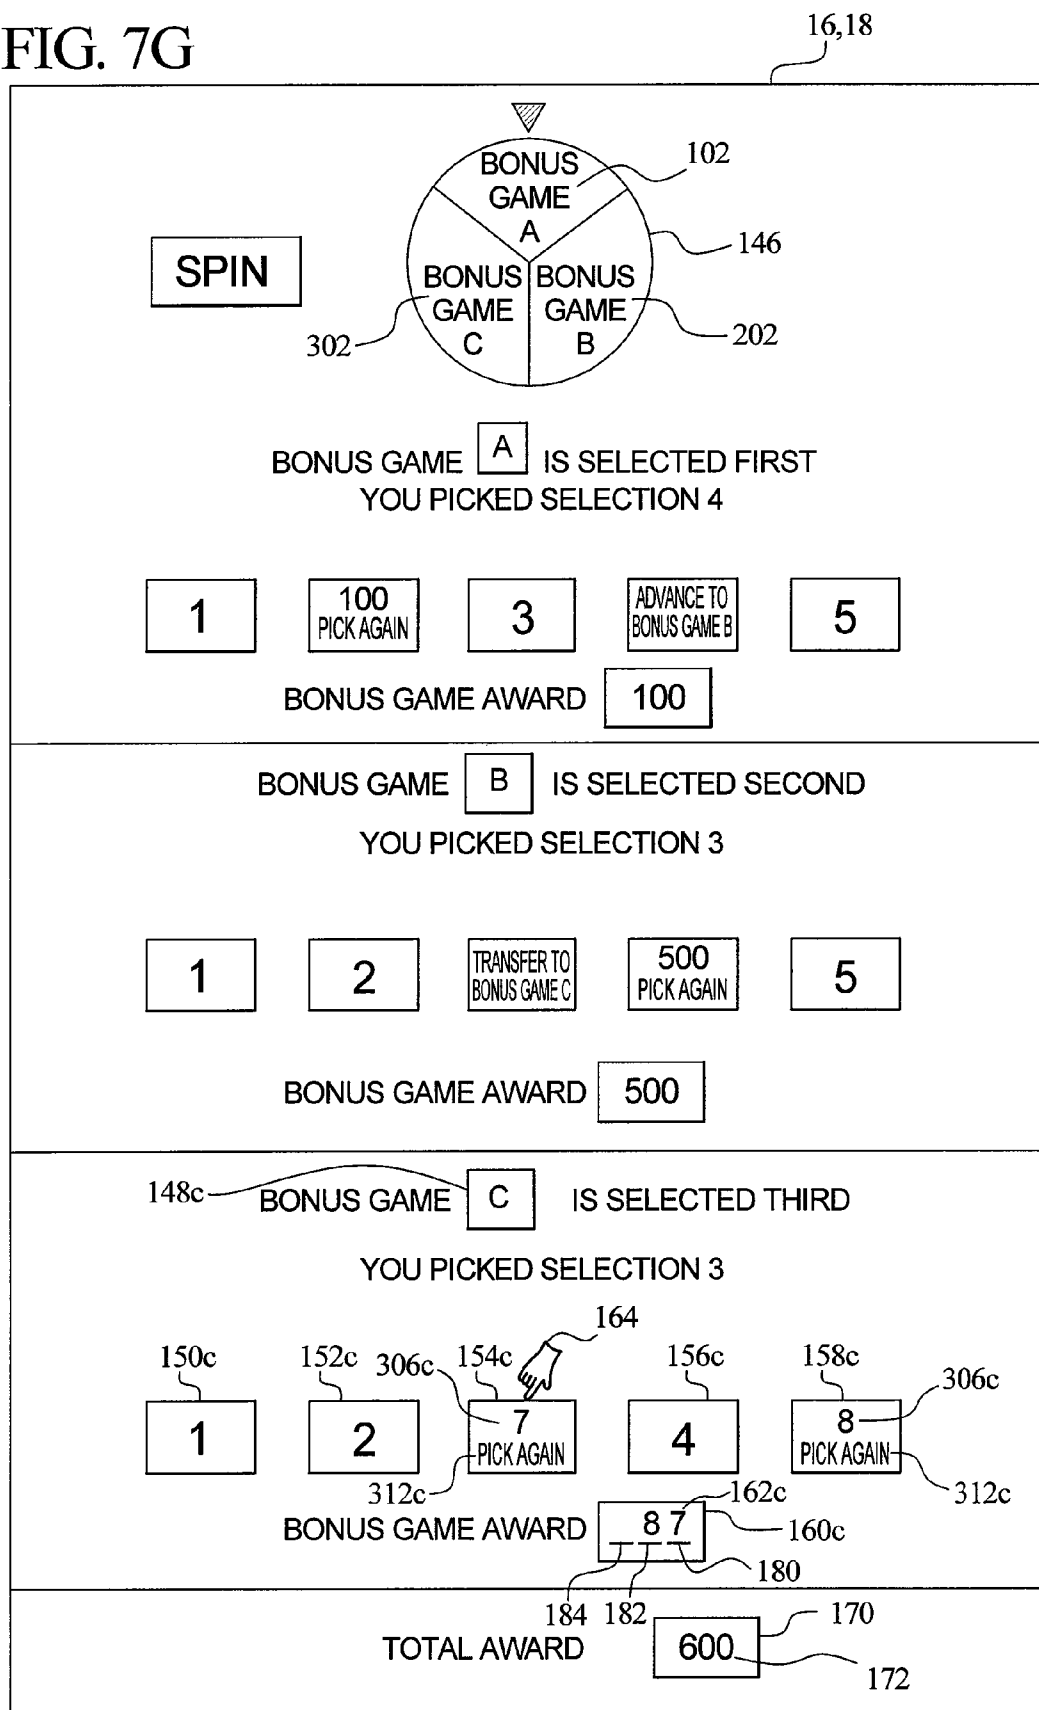 FIG. 7G
16,18
BONUS
GAME
A
102
146
SPIN
BONUS
GAME
C
BONUS
GAME
B
302
202
BONUS GAME A IS SELECTED FIRST
YOU PICKED SELECTION 4
1
100
PICK AGAIN
3
ADVANCE TO
BONUS GAME B
5
BONUS GAME AWARD 100
BONUS GAME B IS SELECTED SECOND
YOU PICKED SELECTION 3
1
2
TRANSFER TO
BONUS GAME C
500
PICK AGAIN
5
BONUS GAME AWARD 500
148c
BONUS GAME C IS SELECTED THIRD
YOU PICKED SELECTION 3
164
150c 152c 306c 154c 156c 158c 306c
1
2
7
PICK AGAIN
4
8
PICK AGAIN
312c 162c 312c
BONUS GAME AWARD 8 7 160c
180
184 182
TOTAL AWARD 600
170
172